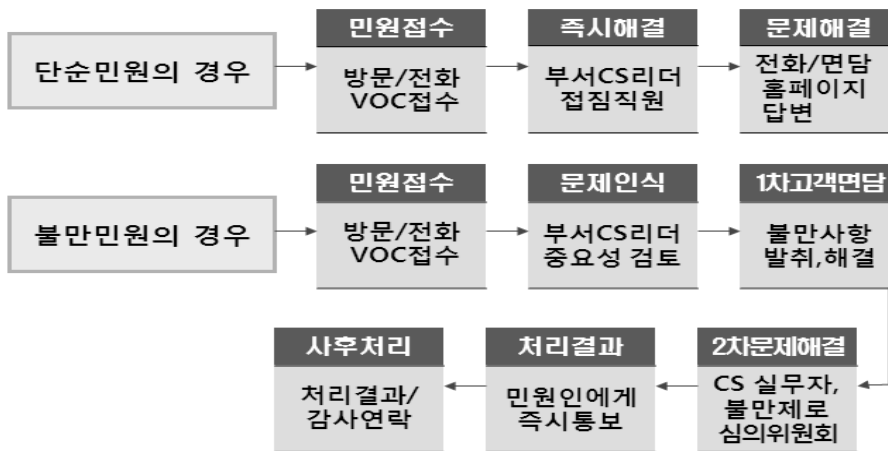 단순민원의 경우
민원접수
방문/전화
VOC접수
즉시해결
부서CS리더
접점직원
문제해결
전화/면담
홈페이지
답변
불만민원의 경우
민원접수
방문/전화
VOC접수
문제인식
부서CS리더
중요성 검토
1차고객면담
불만사항
발취,해결
2차문제해결
CS 실무자,
불만제로
심의위원회
처리결과
민원인에게
즉시통보
사후처리
처리결과/
감사연락